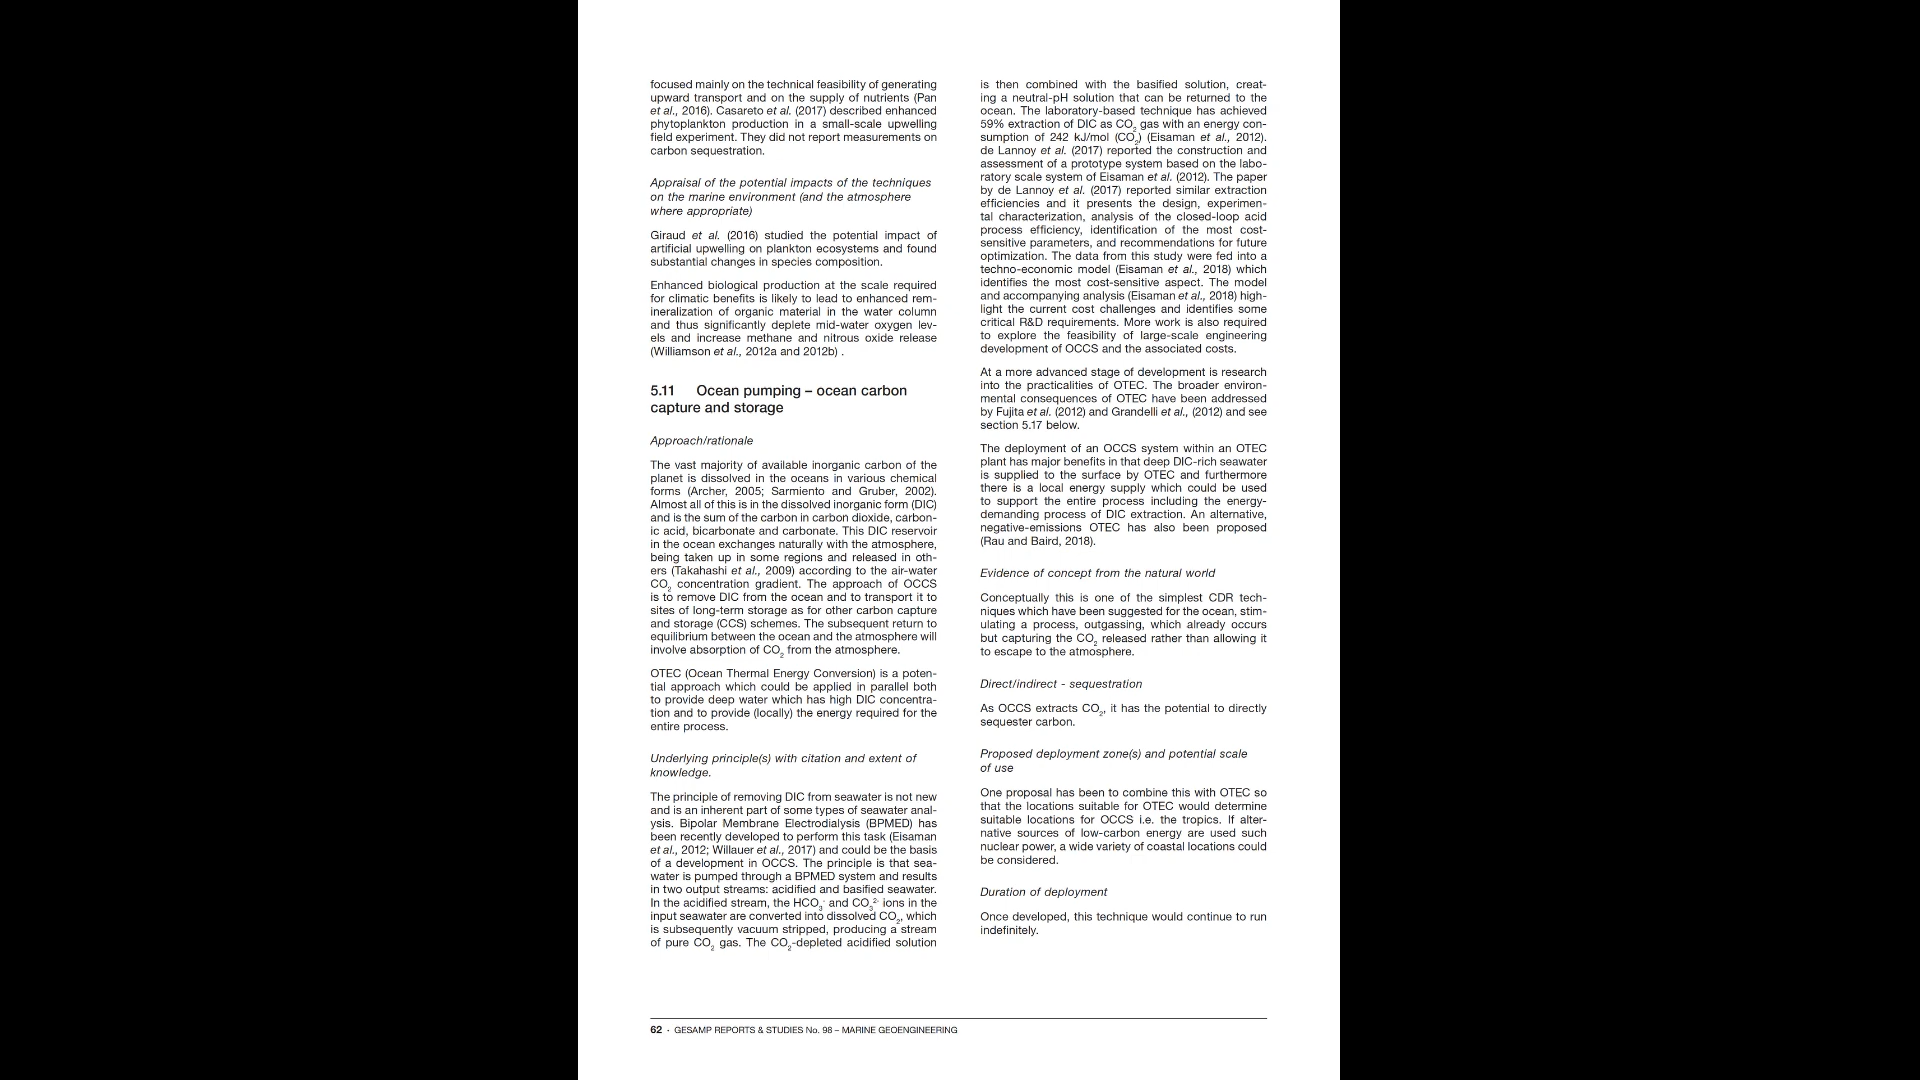 focused mainly on the technical feasibility of generating
upward transport and on the supply of nutrients (Pan
et al., 2016). Casareto et al. (2017) described enhanced
phytoplankton production in a small-scale upwelling
field experiment. They did not report measurements on
carbon sequestration.
Appraisal of the potential impacts of the techniques
on the marine environment (and the atmosphere
where appropriate)
Giraud et al. (2016) studied the potential impact of
artificial upwelling on plankton ecosystems and found
substantial changes in species composition.
Enhanced biological production at the scale required
for climatic benefits is likely to lead to enhanced rem-
ineralization of organic material in the water column
and thus significantly deplete mid-water oxygen lev-
els and increase methane and nitrous oxide release
(Williamson et al., 2012a and 2012b) .
5.11 Ocean pumping – ocean carbon
capture and storage
Approach/rationale
The vast majority of available inorganic carbon of the
planet is dissolved in the oceans in various chemical
forms (Archer, 2005; Sarmiento and Gruber, 2002).
Almost all of this is in the dissolved inorganic form (DIC)
and is the sum of the carbon in carbon dioxide, carbon-
ic acid, bicarbonate and carbonate. This DIC reservoir
in the ocean exchanges naturally with the atmosphere,
being taken up in some regions and released in oth-
ers (Takahashi et al., 2009) according to the air-water
CO₂ concentration gradient. The approach of OCCS
is to remove DIC from the ocean and to transport it to
sites of long-term storage as for other carbon capture
and storage (CCS) schemes. The subsequent return to
equilibrium between the ocean and the atmosphere will
involve absorption of CO₂ from the atmosphere.
OTEC (Ocean Thermal Energy Conversion) is a poten-
tial approach which could be applied in parallel both
to provide deep water which has high DIC concentra-
tion and to provide (locally) the energy required for the
entire process.
Underlying principle(s) with citation and extent of
knowledge.
The principle of removing DIC from seawater is not new
and is an inherent part of some types of seawater anal-
ysis. Bipolar Membrane Electrodialysis (BPMED) has
been recently developed to perform this task (Eisaman
et al., 2012; Willauer et al., 2017) and could be the basis
of a development in OCCS. The principle is that sea-
water is pumped through a BPMED system and results
in two output streams: acidified and basified seawater.
In the acidified stream, the HCO₃⁻ and CO₃²⁻ ions in the
input seawater are converted into dissolved CO₂, which
is subsequently vacuum stripped, producing a stream
of pure CO₂ gas. The CO₂-depleted acidified solution
is then combined with the basified solution, creat-
ing a neutral-pH solution that can be returned to the
ocean. The laboratory-based technique has achieved
59% extraction of DIC as CO₂ gas with an energy con-
sumption of 242 kJ/mol (CO₂) (Eisaman et al., 2012).
de Lannoy et al. (2017) reported the construction and
assessment of a prototype system based on the labo-
ratory scale system of Eisaman et al. (2012). The paper
by de Lannoy et al. (2017) reported similar extraction
efficiencies and it presents the design, experimen-
tal characterization, analysis of the closed-loop acid
process efficiency, identification of the most cost-
sensitive parameters, and recommendations for future
optimization. The data from this study were fed into a
techno-economic model (Eisaman et al., 2018) which
identifies the most cost-sensitive aspect. The model
and accompanying analysis (Eisaman et al., 2018) high-
light the current cost challenges and identifies some
critical R&D requirements. More work is also required
to explore the feasibility of large-scale engineering
development of OCCS and the associated costs.
At a more advanced stage of development is research
into the practicalities of OTEC. The broader environ-
mental consequences of OTEC have been addressed
by Fujita et al. (2012) and Grandelli et al., (2012) and see
section 5.17 below.
The deployment of an OCCS system within an OTEC
plant has major benefits in that deep DIC-rich seawater
is supplied to the surface by OTEC and furthermore
there is a local energy supply which could be used
to support the entire process including the energy-
demanding process of DIC extraction. An alternative,
negative-emissions OTEC has also been proposed
(Rau and Baird, 2018).
Evidence of concept from the natural world
Conceptually this is one of the simplest CDR tech-
niques which have been suggested for the ocean, stim-
ulating a process, outgassing, which already occurs
but capturing the CO₂ released rather than allowing it
to escape to the atmosphere.
Direct/indirect - sequestration
As OCCS extracts CO₂, it has the potential to directly
sequester carbon.
Proposed deployment zone(s) and potential scale
of use
One proposal has been to combine this with OTEC so
that the locations suitable for OTEC would determine
suitable locations for OCCS i.e. the tropics. If alter-
native sources of low-carbon energy are used such
nuclear power, a wide variety of coastal locations could
be considered.
Duration of deployment
Once developed, this technique would continue to run
indefinitely.
62 · GESAMP REPORTS & STUDIES No. 98 – MARINE GEOENGINEERING